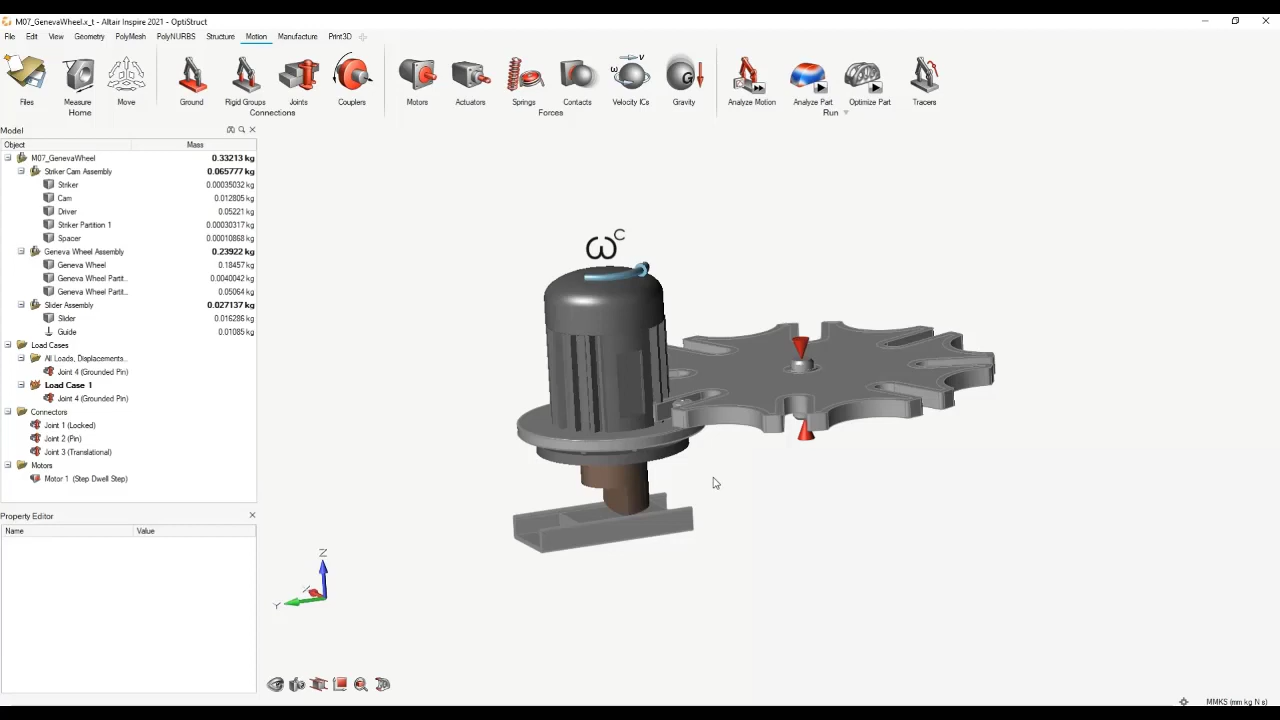 M07_GenevaWheel.x_t - Altair Inspire 2021 - OptiStruct
File Edit View Geometry PolyMesh PolyNURBS Structure Motion Manufacture Print3D
Files Measure Move Ground Rigid Groups Joints Couplers Motors Actuators Springs Contacts Velocity ICs Gravity Analyze Motion Analyze Part Optimize Part Tracers
Home Connections Forces Run
Model
Object Mass
M07_GenevaWheel 0.33213 kg
Striker Cam Assembly 0.065777 kg
Striker 0.00035032 kg
Cam 0.012805 kg
Driver 0.05221 kg
Striker Partition 1 0.00030317 kg
Spacer 0.00010868 kg
Geneva Wheel Assembly 0.23922 kg
Geneva Wheel 0.18457 kg
Geneva Wheel Partit... 0.0040042 kg
Geneva Wheel Partit... 0.05064 kg
Slider Assembly 0.027137 kg
Slider 0.016286 kg
Guide 0.01085 kg
Load Cases
All Loads, Displacements...
Joint 4 (Grounded Pin)
Load Case 1
Joint 4 (Grounded Pin)
Connectors
Joint 1 (Locked)
Joint 2 (Pin)
Joint 3 (Translational)
Motors
Motor 1 (Step Dwell Step)
Property Editor
Name Value
ω C
Z
X
Y
MMKS (mm kg N s)